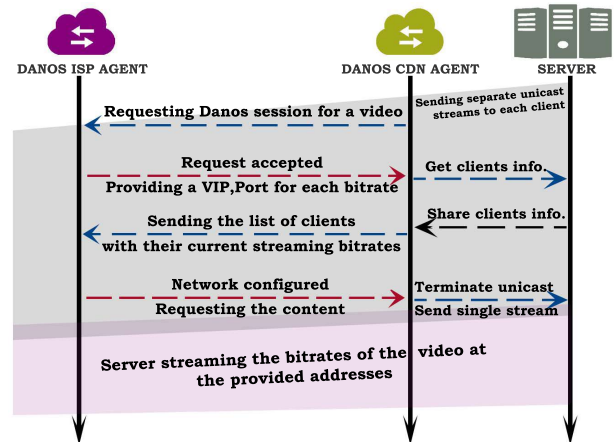 DANOS ISP AGENT
DANOS CDN AGENT
SERVER
Requesting Danos session for a video
Sending separate unicast
streams to each client
Request accepted
Providing a VIP,Port for each bitrate
Get clients info.
Sending the list of clients
with their current streaming bitrates
Share clients info.
Network configured
Requesting the content
Terminate unicast
Send single stream
Server streaming the bitrates of the video at
the provided addresses